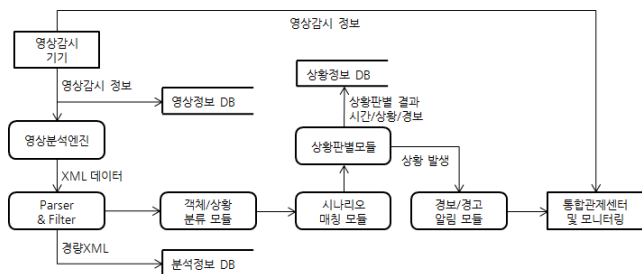 영상감시 정보
영상감시
기기
영상감시 정보
영상정보 DB
상황정보 DB
상황판별 결과
시간/상황/경보
영상분석엔진
상황판별모듈
상황 발생
XML 데이터
Parser
& Filter
객체/상황
분류 모듈
시나리오
매칭 모듈
경보/경고
알림 모듈
통합관제센터
및 모니터링
경량XML
분석정보 DB